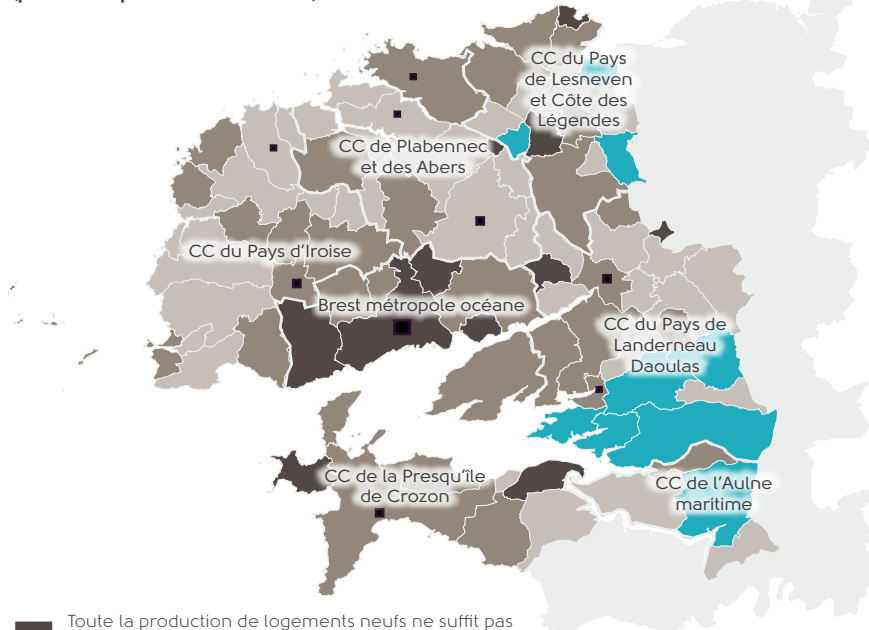 CC du Pays
de Lesneven
et Côte des
Légendes
CC de Plabennec
et des Abers
CC du Pays d'Iroise
Brest métropole océane
CC du Pays de
Landerneau
Daoulas
CC de la Presqu'île
de Crozon
CC de l'Aulne
maritime
Toute la production de logements neufs ne suffit pas